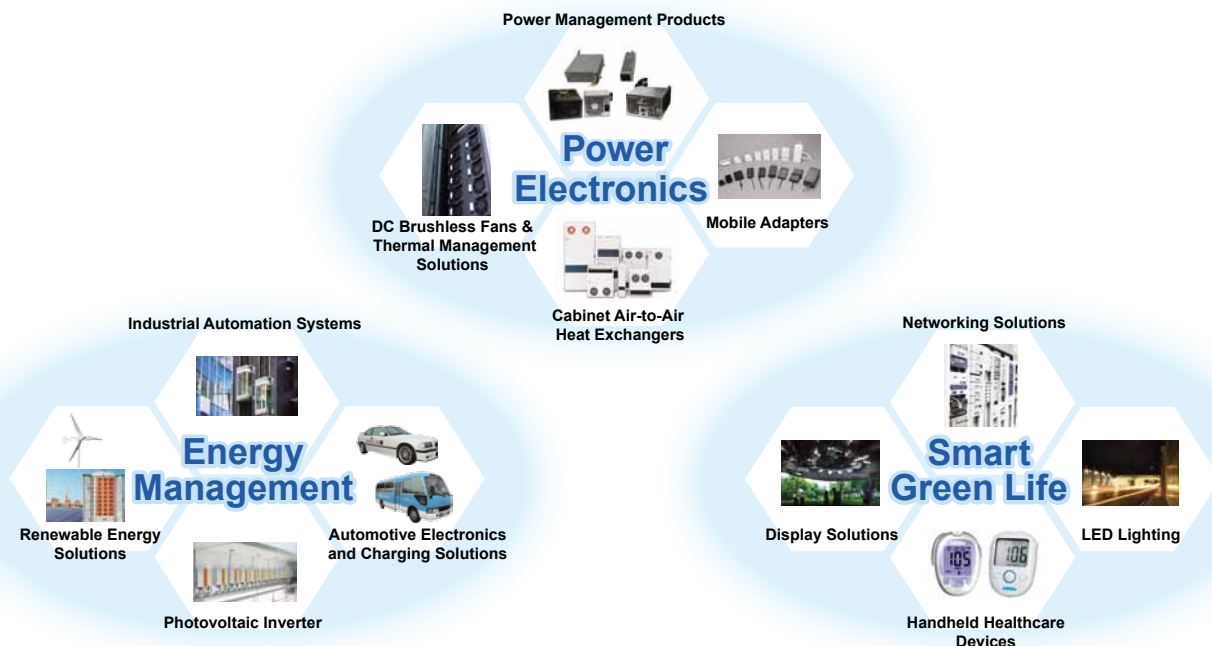 Power Management Products
Power
Electronics
DC Brushless Fans &
Thermal Management
Solutions
Mobile Adapters
Cabinet Air-to-Air
Heat Exchangers
Industrial Automation Systems
Energy
Management
Renewable Energy
Solutions
Automotive Electronics
and Charging Solutions
Photovoltaic Inverter
Networking Solutions
Smart
Green Life
Display Solutions
LED Lighting
105
106
Handheld Healthcare
Devices